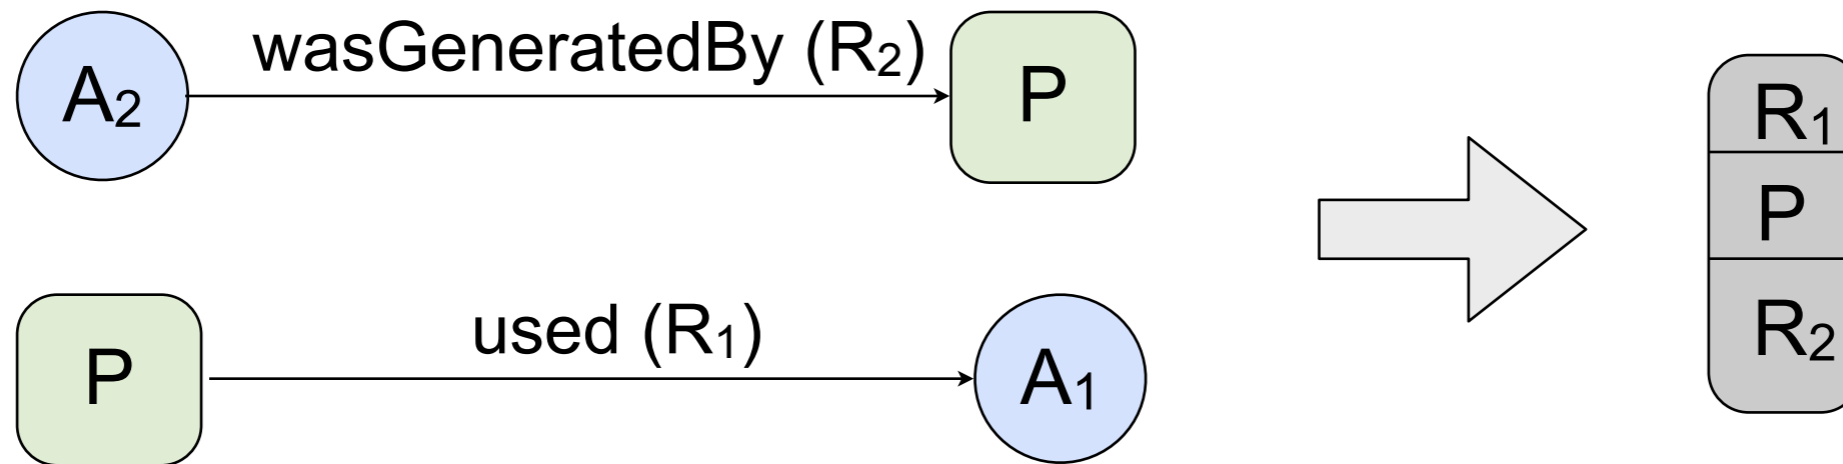 A₂
wasGeneratedBy (R₂)
P
P
used (R₁)
A₁
R₁
P
R₂